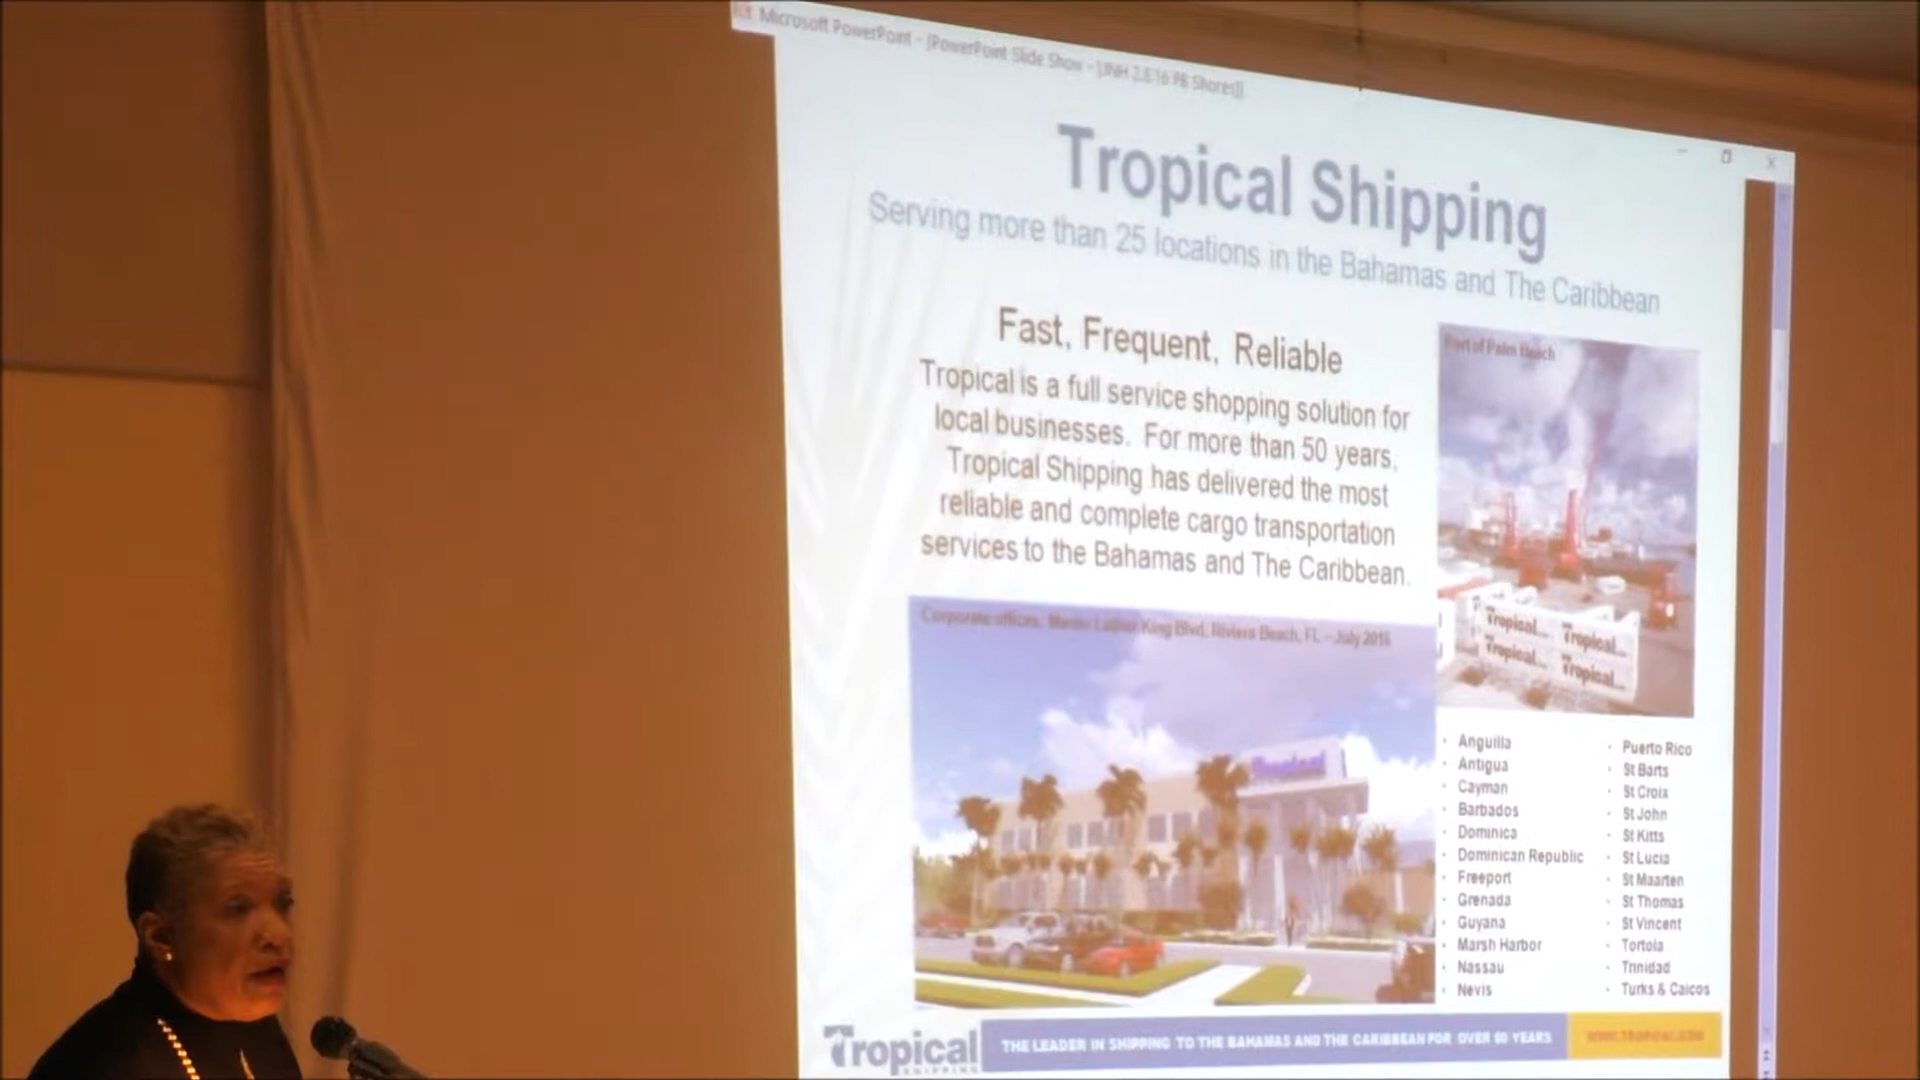 Microsoft PowerPoint - [PowerPoint Slide Show - [JNH 2.8.16 PB Shores]]
Tropical Shipping
Serving more than 25 locations in the Bahamas and The Caribbean
Fast, Frequent, Reliable
Tropical is a full service shopping solution for
local businesses. For more than 50 years,
Tropical Shipping has delivered the most
reliable and complete cargo transportation
services to the Bahamas and The Caribbean.
Port of Palm Beach
Tropical Tropical
Tropical Tropical
Corporate offices: Martin Luther King Blvd, Riviera Beach, FL - July 2015
Tropical
· Anguilla
· Antigua
· Cayman
· Barbados
· Dominica
· Dominican Republic
· Freeport
· Grenada
· Guyana
· Marsh Harbor
· Nassau
· Nevis
· Puerto Rico
· St Barts
· St Croix
· St John
· St Kitts
· St Lucia
· St Maarten
· St Thomas
· St Vincent
· Tortola
· Trinidad
· Turks & Caicos
Tropical
SHIPPING
THE LEADER IN SHIPPING TO THE BAHAMAS AND THE CARIBBEAN FOR OVER 50 YEARS
WWW.TROPICAL.COM